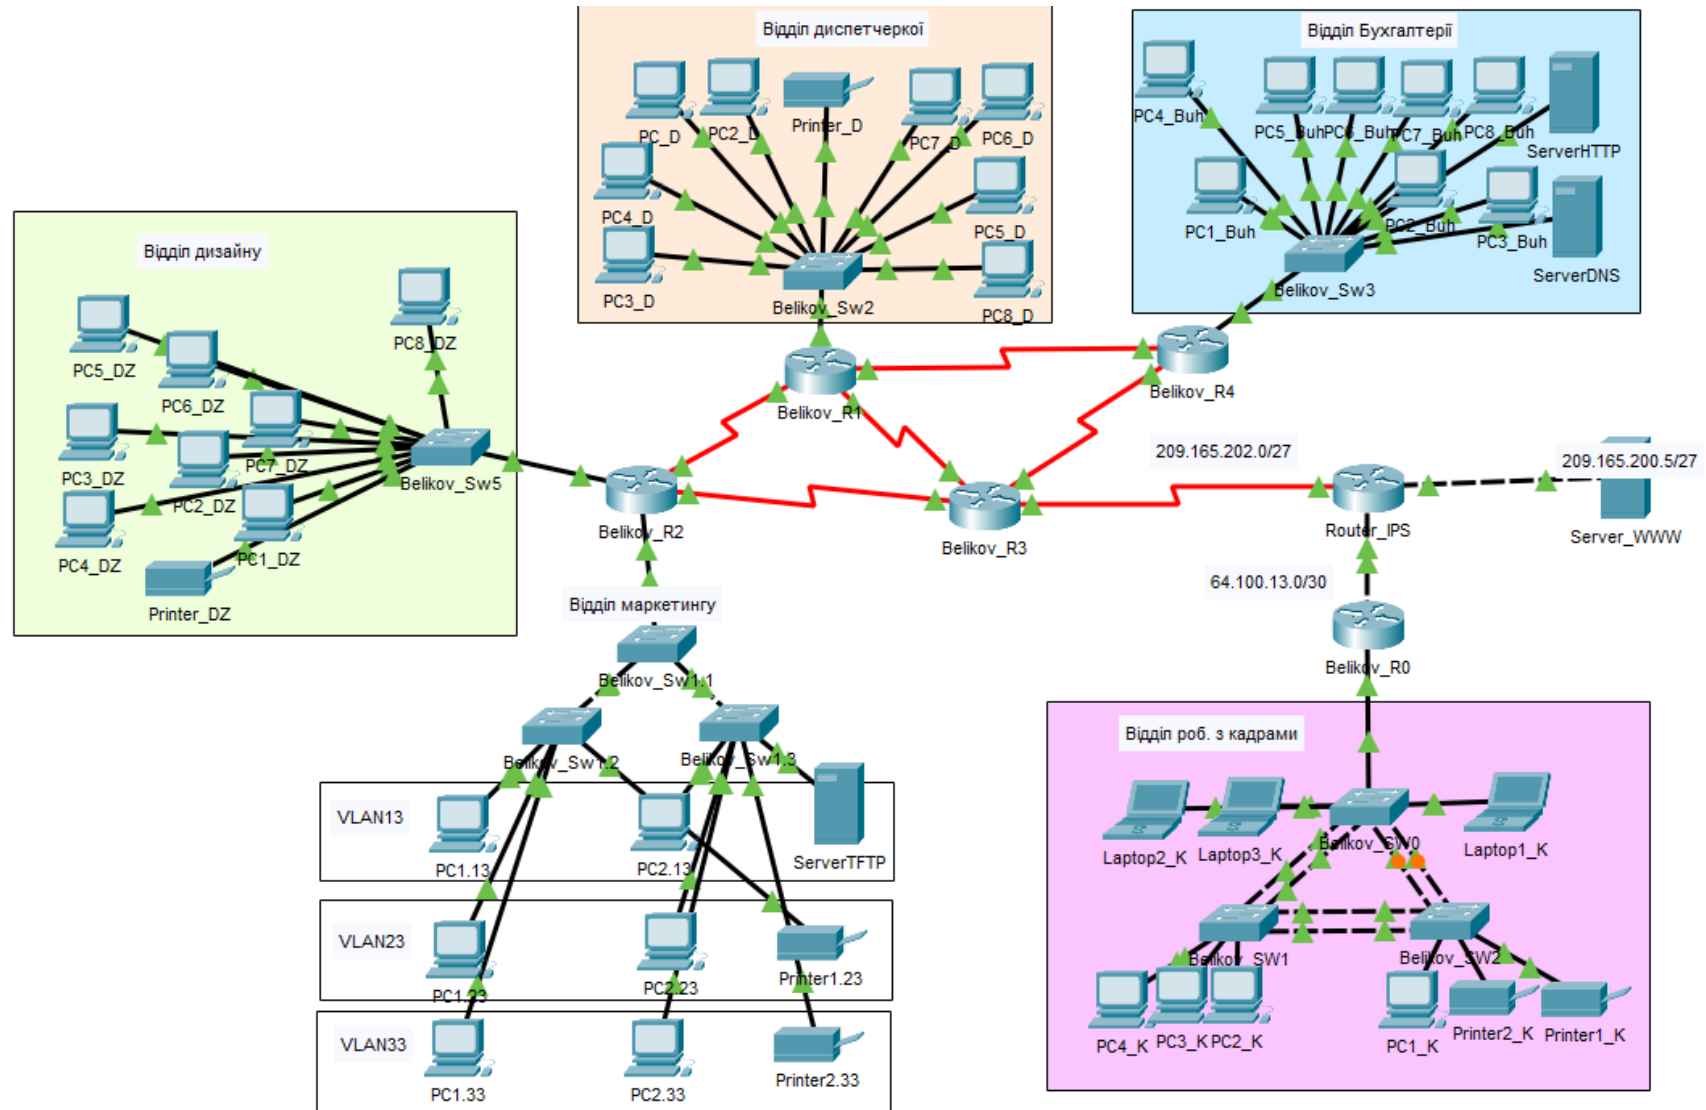 Відділ диспетчеркої
PC_D
PC2_D
Printer_D
PC7_D
PC6_D
PC4_D
PC5_D
PC3_D
Belikov_Sw2
PC8_D
Відділ Бухгалтерії
PC4_Buh
PC5_Buh
PC6_Buh
PC7_Buh
PC8_Buh
ServerHTTP
PC1_Buh
PC2_Buh
PC3_Buh
Belikov_Sw3
ServerDNS
Відділ дизайну
PC8_DZ
PC5_DZ
PC6_DZ
PC7_DZ
PC3_DZ
PC2_DZ
Belikov_Sw5
PC4_DZ
PC1_DZ
Printer_DZ
Belikov_R1
Belikov_R4
Belikov_R2
Belikov_R3
209.165.202.0/27
209.165.200.5/27
Router_IPS
Server_WWW
64.100.13.0/30
Belikov_R0
Відділ маркетингу
Belikov_Sw1.1
Belikov_Sw1.2
Belikov_Sw1.3
VLAN13
PC1.13
PC2.13
ServerTFTP
VLAN23
PC1.23
PC2.23
Printer1.23
VLAN33
PC1.33
PC2.33
Printer2.33
Відділ роб. з кадрами
Laptop2_K
Laptop3_K
Belikov_SW0
Laptop1_K
Belikov_SW1
Belikov_SW2
PC4_K
PC3_K
PC2_K
PC1_K
Printer2_K
Printer1_K